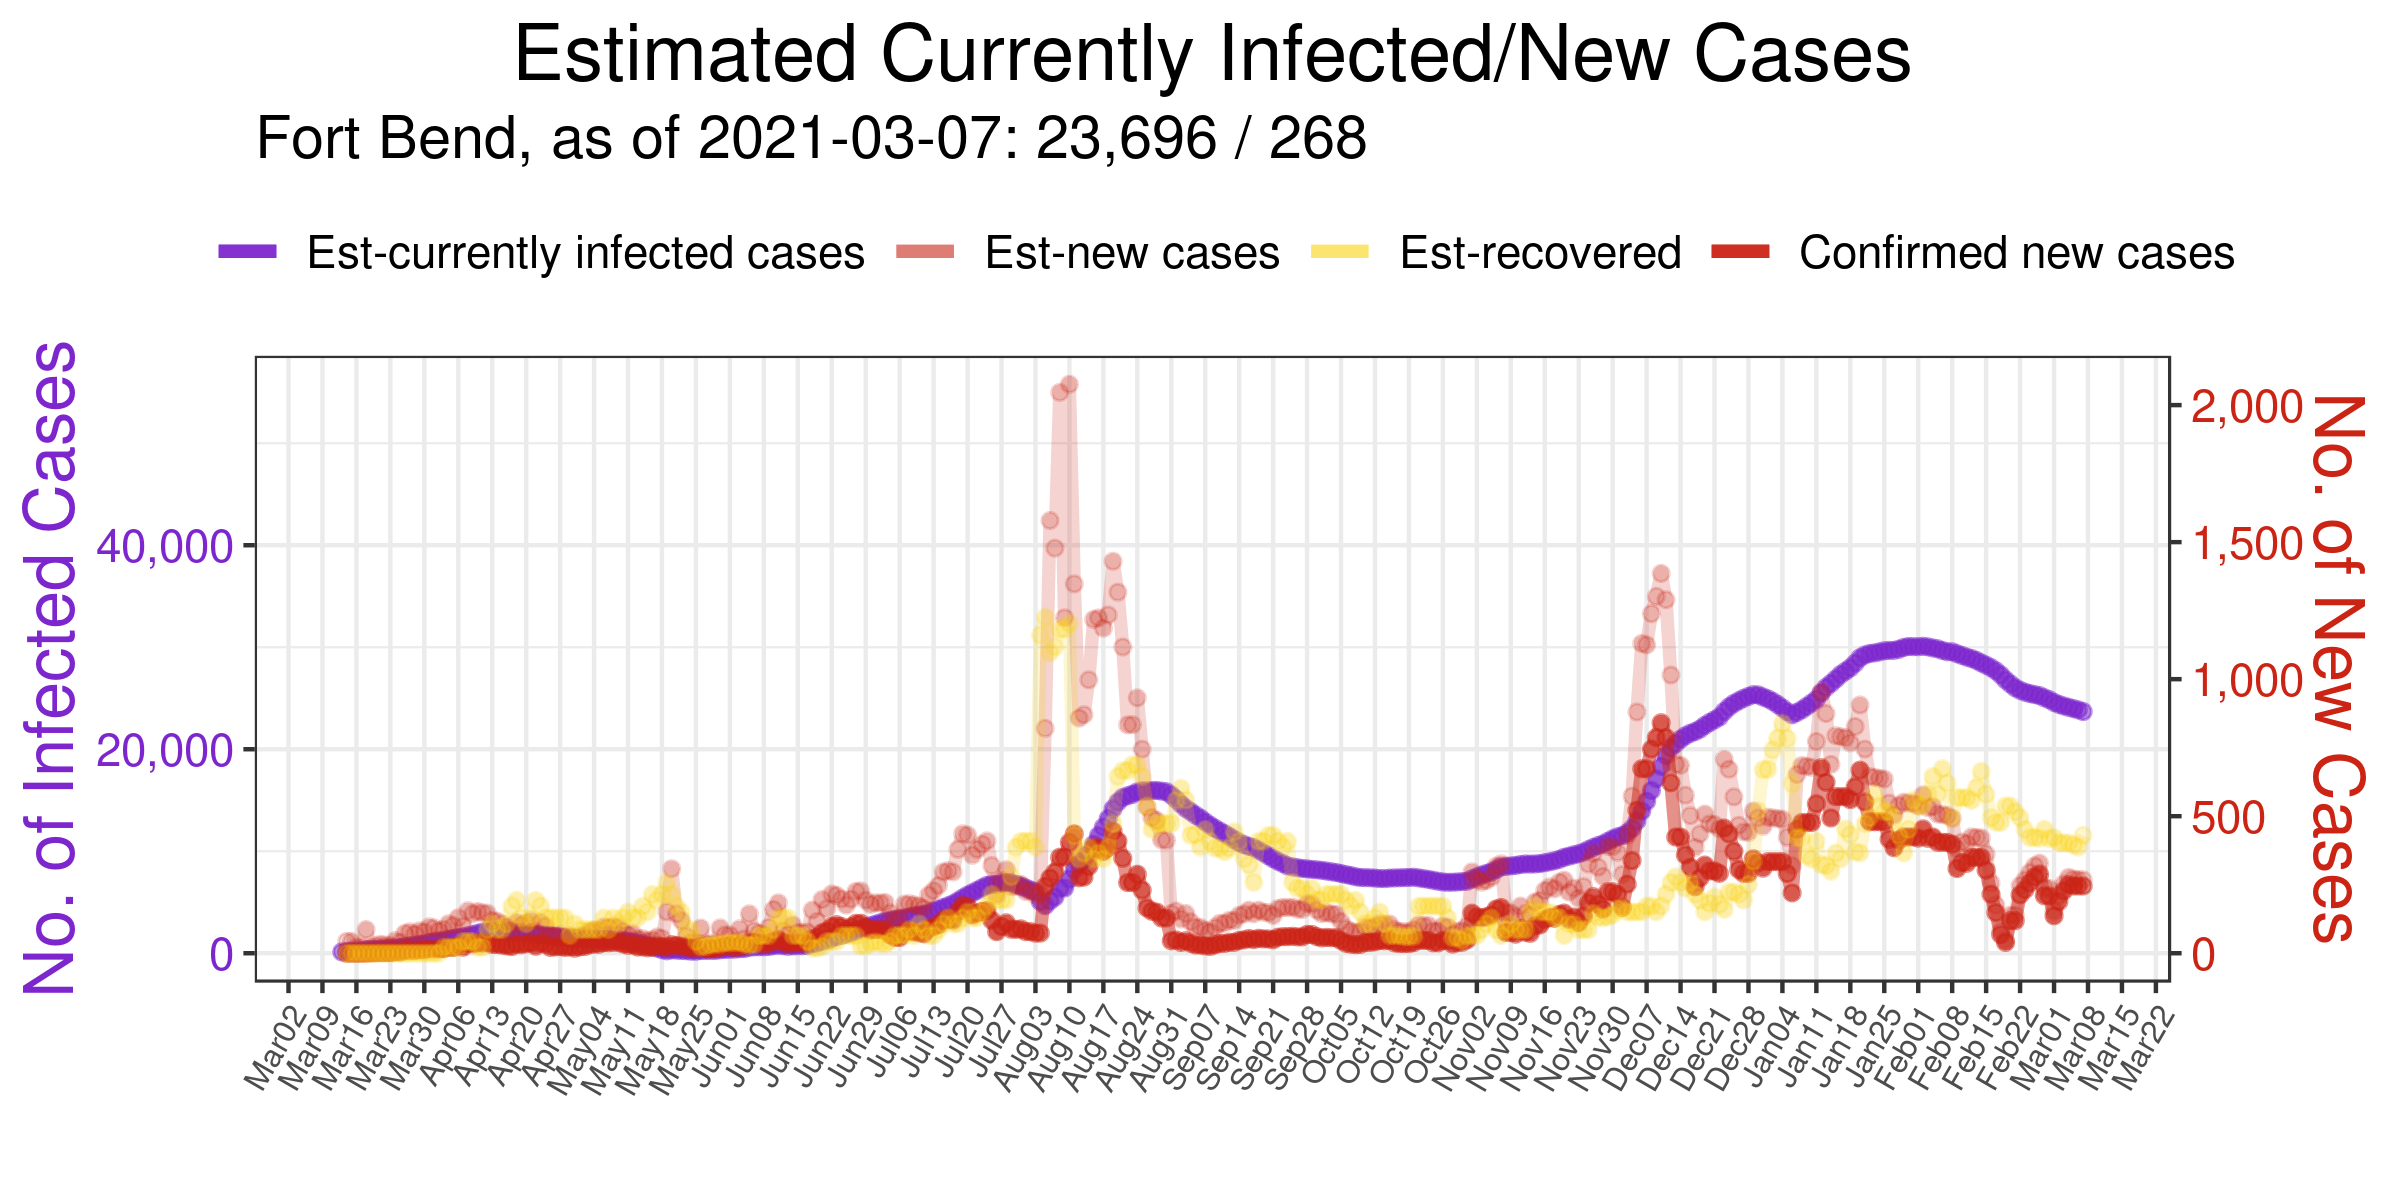 Estimated Currently Infected/New Cases
Fort Bend, as of 2021-03-07: 23,696 / 268
Est-currently infected cases Est-new cases Est-recovered Confirmed new cases
No. of Infected Cases
40,000
20,000
0
2,000
1,500
1,000
500
0
No. of New Cases
Mar02 Mar09 Mar16 Mar23 Mar30 Apr06 Apr13 Apr20 Apr27 May04 May11 May18 May25 Jun01 Jun08 Jun15 Jun22 Jun29 Jul06 Jul13 Jul20 Jul27 Aug03 Aug10 Aug17 Aug24 Aug31 Sep07 Sep14 Sep21 Sep28 Oct05 Oct12 Oct19 Oct26 Nov02 Nov09 Nov16 Nov23 Nov30 Dec07 Dec14 Dec21 Dec28 Jan04 Jan11 Jan18 Jan25 Feb01 Feb08 Feb15 Feb22 Mar01 Mar08 Mar15 Mar22